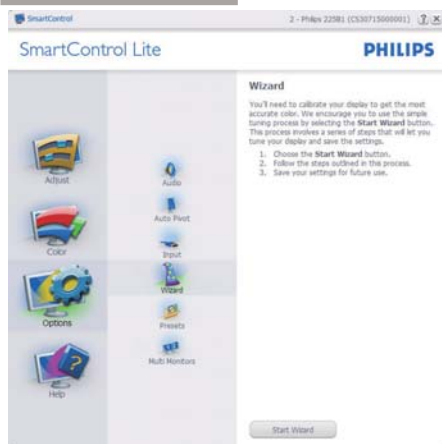 SmartControl
2 - Philips 225B1 (CS30715000001)
SmartControl Lite
PHILIPS
Adjust
Color
Options
Help
Audio
Auto Pivot
Input
Wizard
Presets
Multi Monitors
Wizard
You'll need to calibrate your display to get the most
accurate color. We encourage you to use the simple
tuning process by selecting the Start Wizard button.
This process involves a series of steps that will let you
tune your display and save the settings.
1. Choose the Start Wizard button.
2. Follow the steps outlined in this process.
3. Save your settings for future use.
Start Wizard